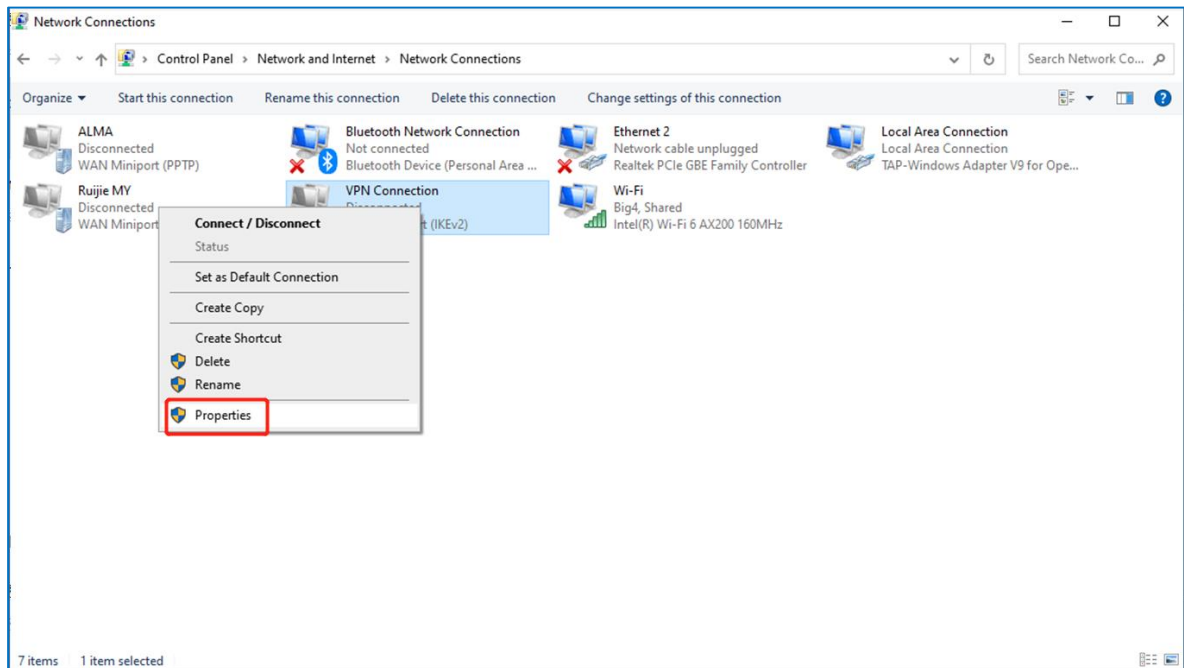 Network Connections
Control Panel > Network and Internet > Network Connections
Search Network Co...
Organize Start this connection Rename this connection Delete this connection Change settings of this connection
ALMA
Disconnected
WAN Miniport (PPTP)
Bluetooth Network Connection
Not connected
Bluetooth Device (Personal Area ...
Ethernet 2
Network cable unplugged
Realtek PCIe GBE Family Controller
Local Area Connection
Local Area Connection
TAP-Windows Adapter V9 for Ope...
Ruijie MY
Disconnected
WAN Miniport
VPN Connection
Disconnected
t (IKEv2)
Wi-Fi
Big4, Shared
Intel(R) Wi-Fi 6 AX200 160MHz
Connect / Disconnect
Status
Set as Default Connection
Create Copy
Create Shortcut
Delete
Rename
Properties
7 items 1 item selected